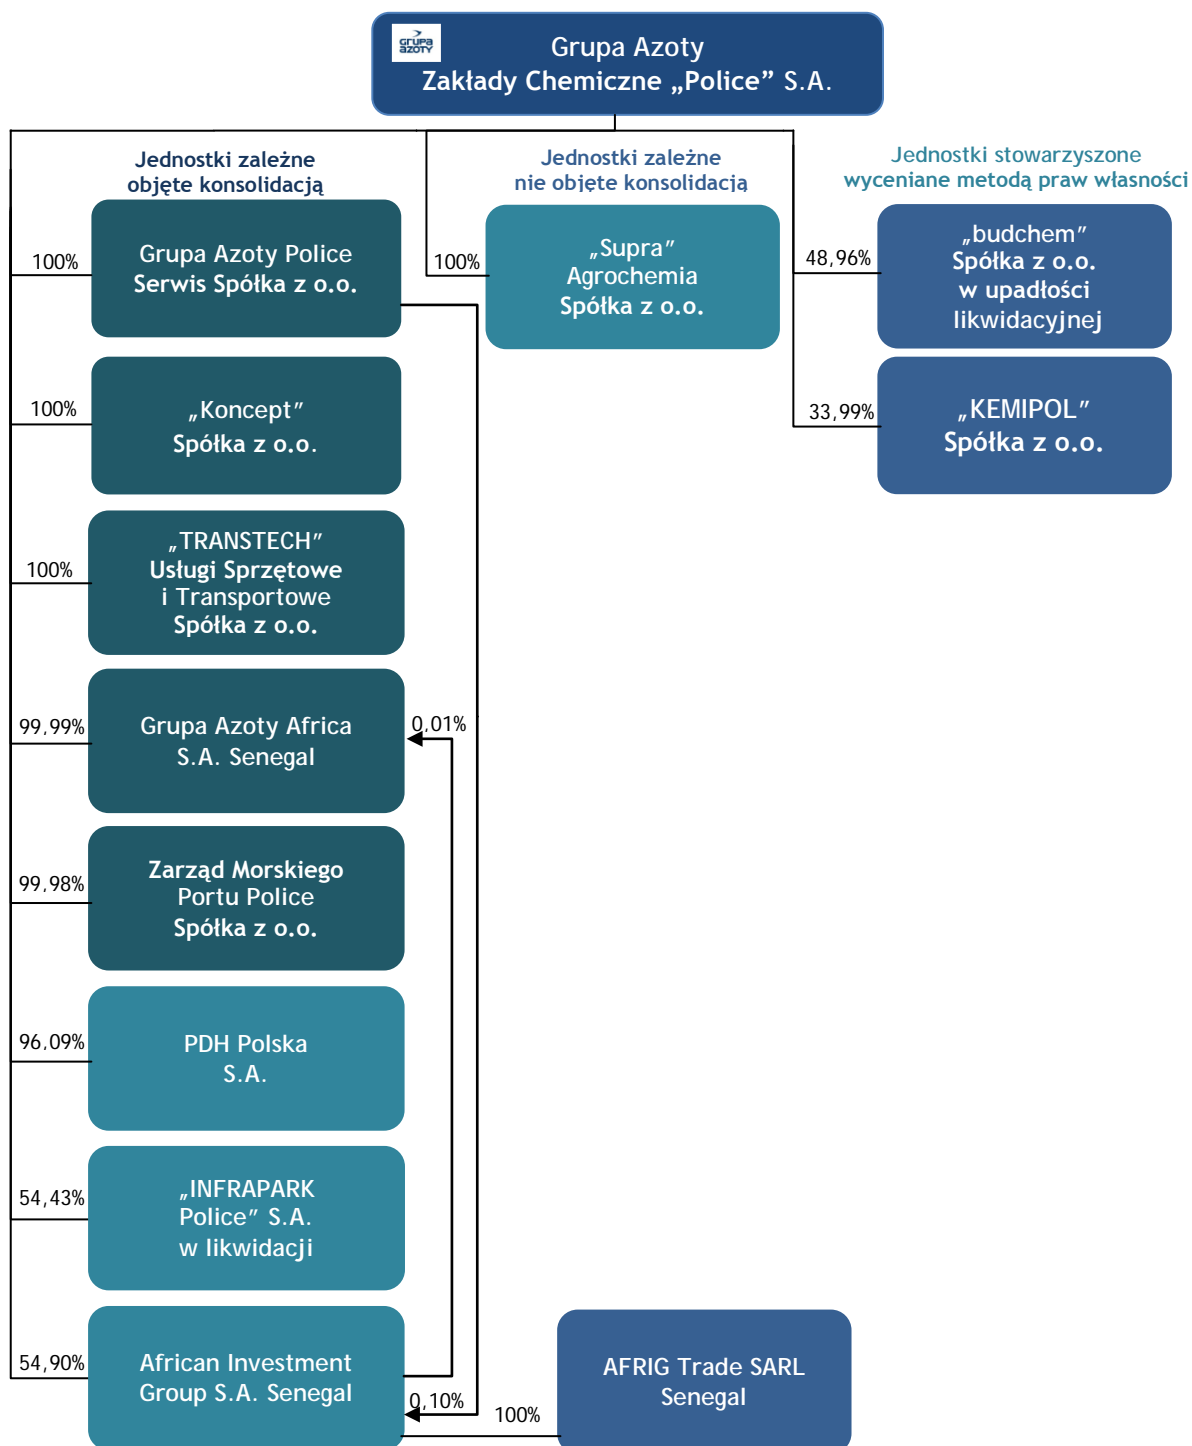 GRUPA
AZOTY
Grupa Azoty
Zakłady Chemiczne „Police” S.A.
Jednostki zależne
objęte konsolidacją
Jednostki zależne
nie objęte konsolidacją
Jednostki stowarzyszone
wyceniane metodą praw własności
100%
Grupa Azoty Police
Serwis Spółka z o.o.
100%
„Supra”
Agrochemia
Spółka z o.o.
48,96%
„budchem”
Spółka z o.o.
w upadłości
likwidacyjnej
100%
„Koncept”
Spółka z o.o.
33,99%
„KEMIPOL”
Spółka z o.o.
100%
„TRANSTECH”
Usługi Sprzętowe
i Transportowe
Spółka z o.o.
99,99%
Grupa Azoty Africa
S.A. Senegal
0,01%
99,98%
Zarząd Morskiego
Portu Police
Spółka z o.o.
96,09%
PDH Polska
S.A.
54,43%
„INFRAPARK
Police” S.A.
w likwidacji
54,90%
African Investment
Group S.A. Senegal
0,10%
100%
AFRIG Trade SARL
Senegal